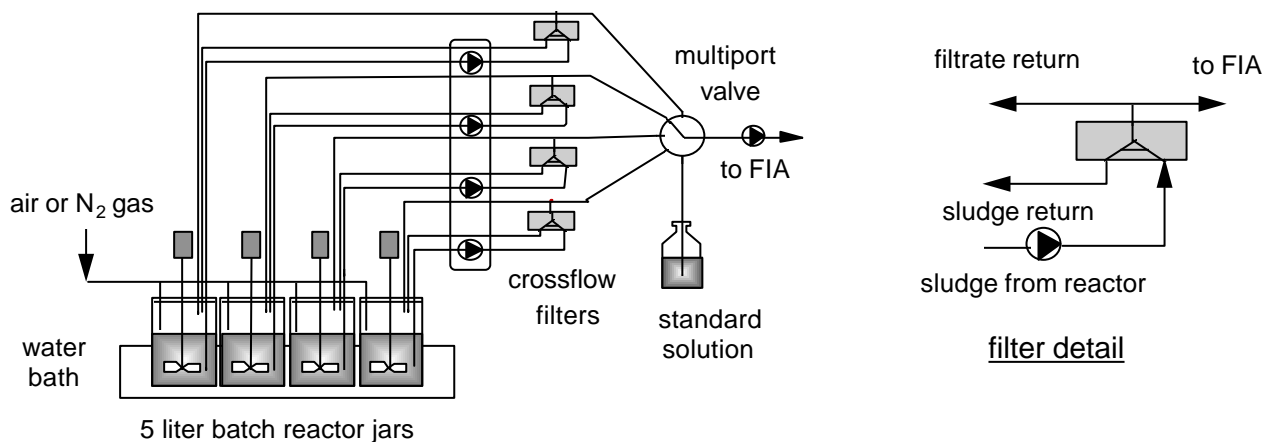 multiport
valve
to FIA
air or N₂ gas
crossflow
filters
standard
solution
water
bath
5 liter batch reactor jars
filtrate return
to FIA
sludge return
sludge from reactor
filter detail